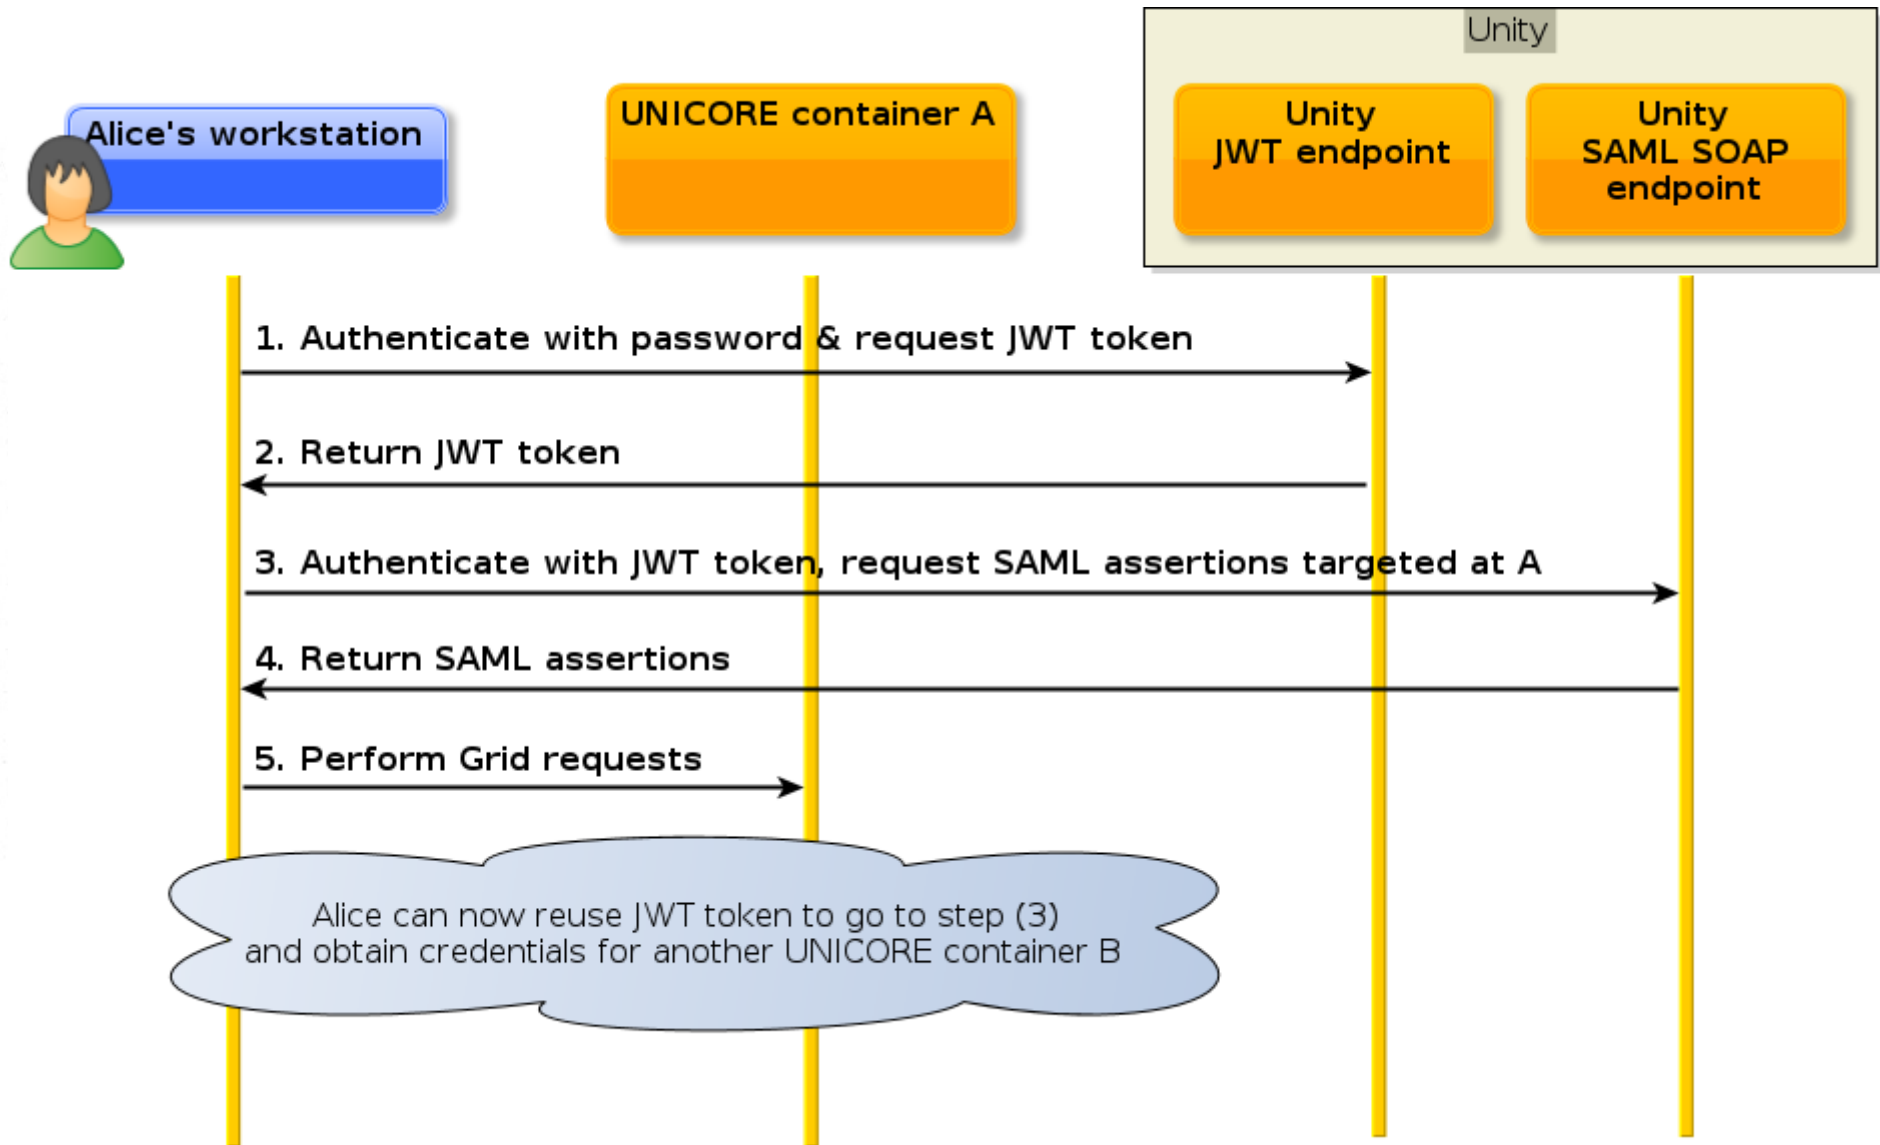 Unity
Alice's workstation
UNICORE container A
Unity
JWT endpoint
Unity
SAML SOAP
endpoint
1. Authenticate with password & request JWT token
2. Return JWT token
3. Authenticate with JWT token, request SAML assertions targeted at A
4. Return SAML assertions
5. Perform Grid requests
Alice can now reuse JWT token to go to step (3)
and obtain credentials for another UNICORE container B